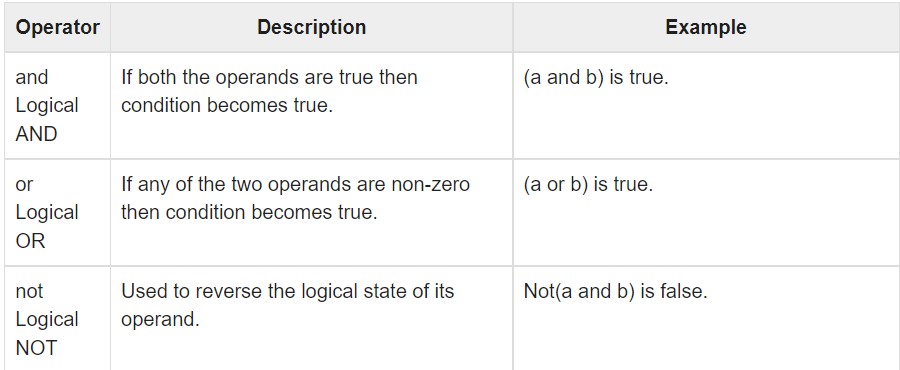 Operator Description Example
and If both the operands are true then (a and b) is true.
Logical condition becomes true.
AND
or If any of the two operands are non-zero (a or b) is true.
Logical then condition becomes true.
OR
not Used to reverse the logical state of its Not(a and b) is false.
Logical operand.
NOT